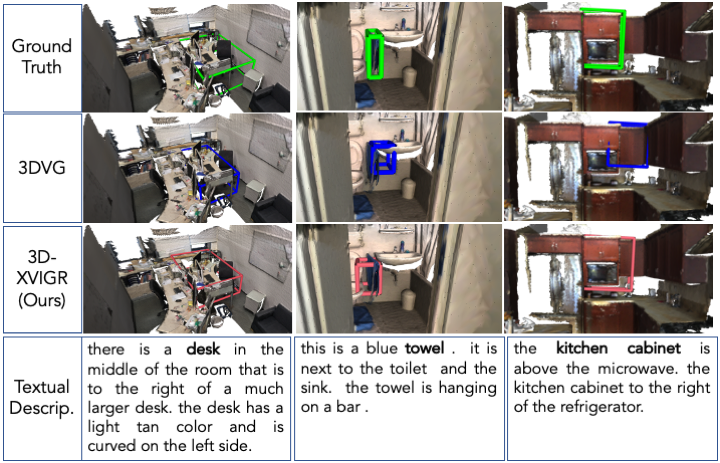 Ground
Truth
3DVG
3D-
XVIGR
(Ours)
Textual
Descrip.
there is a desk in the
middle of the room that is
to the right of a much
larger desk. the desk has a
light tan color and is
curved on the left side.
this is a blue towel . it is
next to the toilet and the
sink. the towel is hanging
on a bar .
the kitchen cabinet is
above the microwave. the
kitchen cabinet to the right
of the refrigerator.